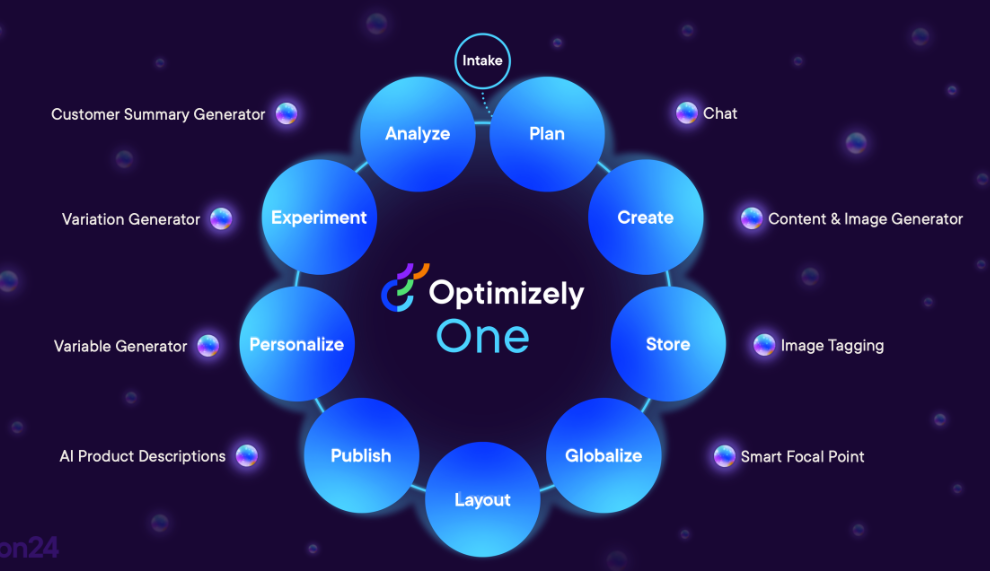 Intake
Customer Summary Generator
Analyze
Plan
Chat
Variation Generator
Experiment
Create
Content & Image Generator
Optimizely
One
Variable Generator
Personalize
Store
Image Tagging
AI Product Descriptions
Publish
Globalize
Smart Focal Point
Layout
on24